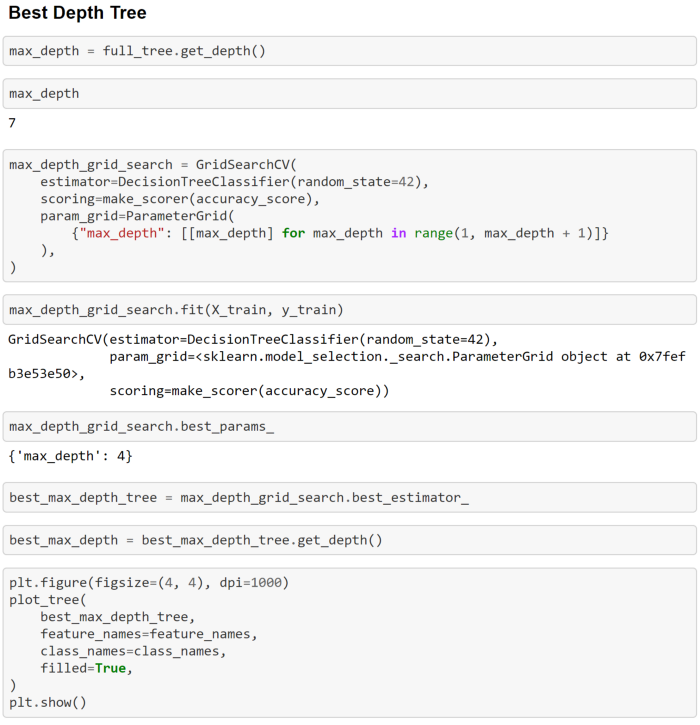 Best Depth Tree
max_depth = full_tree.get_depth()
max_depth
7
max_depth_grid_search = GridSearchCV(
    estimator=DecisionTreeClassifier(random_state=42),
    scoring=make_scorer(accuracy_score),
    param_grid=ParameterGrid(
        {"max_depth": [[max_depth] for max_depth in range(1, max_depth + 1)]}
    ),
)
max_depth_grid_search.fit(X_train, y_train)
GridSearchCV(estimator=DecisionTreeClassifier(random_state=42),
             param_grid=<sklearn.model_selection._search.ParameterGrid object at 0x7fef
b3e53e50>,
             scoring=make_scorer(accuracy_score))
max_depth_grid_search.best_params_
{'max_depth': 4}
best_max_depth_tree = max_depth_grid_search.best_estimator_
best_max_depth = best_max_depth_tree.get_depth()
plt.figure(figsize=(4, 4), dpi=1000)
plot_tree(
    best_max_depth_tree,
    feature_names=feature_names,
    class_names=class_names,
    filled=True,
)
plt.show()